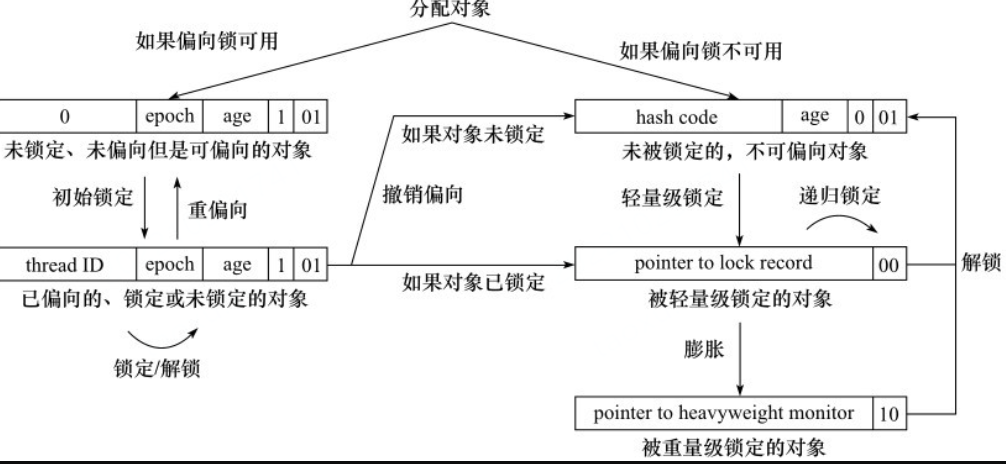 分配对象
如果偏向锁可用
如果偏向锁不可用
0 epoch age 1 01
未锁定、未偏向但是可偏向的对象
hash code age 0 01
未被锁定的，不可偏向对象
如果对象未锁定
初始锁定
重偏向
撤销偏向
轻量级锁定
递归锁定
thread ID epoch age 1 01
已偏向的、锁定或未锁定的对象
如果对象已锁定
pointer to lock record 00
被轻量级锁定的对象
解锁
锁定/解锁
膨胀
pointer to heavyweight monitor 10
被重量级锁定的对象